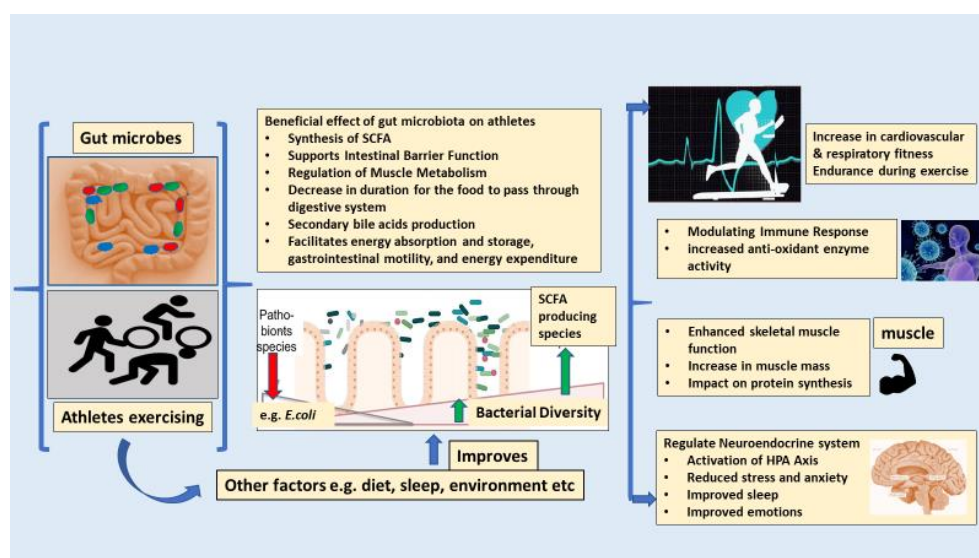 Gut microbes
Athletes exercising
Beneficial effect of gut microbiota on athletes
• Synthesis of SCFA
• Supports Intestinal Barrier Function
• Regulation of Muscle Metabolism
• Decrease in duration for the food to pass through
digestive system
• Secondary bile acids production
• Facilitates energy absorption and storage,
gastrointestinal motility, and energy expenditure
Patho-
bionts
species
SCFA
producing
species
e.g. E.coli
Bacterial Diversity
Improves
Other factors e.g. diet, sleep, environment etc
Increase in cardiovascular
& respiratory fitness
Endurance during exercise
• Modulating Immune Response
• increased anti-oxidant enzyme
activity
• Enhanced skeletal muscle
function
• Increase in muscle mass
• Impact on protein synthesis
muscle
Regulate Neuroendocrine system
• Activation of HPA Axis
• Reduced stress and anxiety
• Improved sleep
• Improved emotions